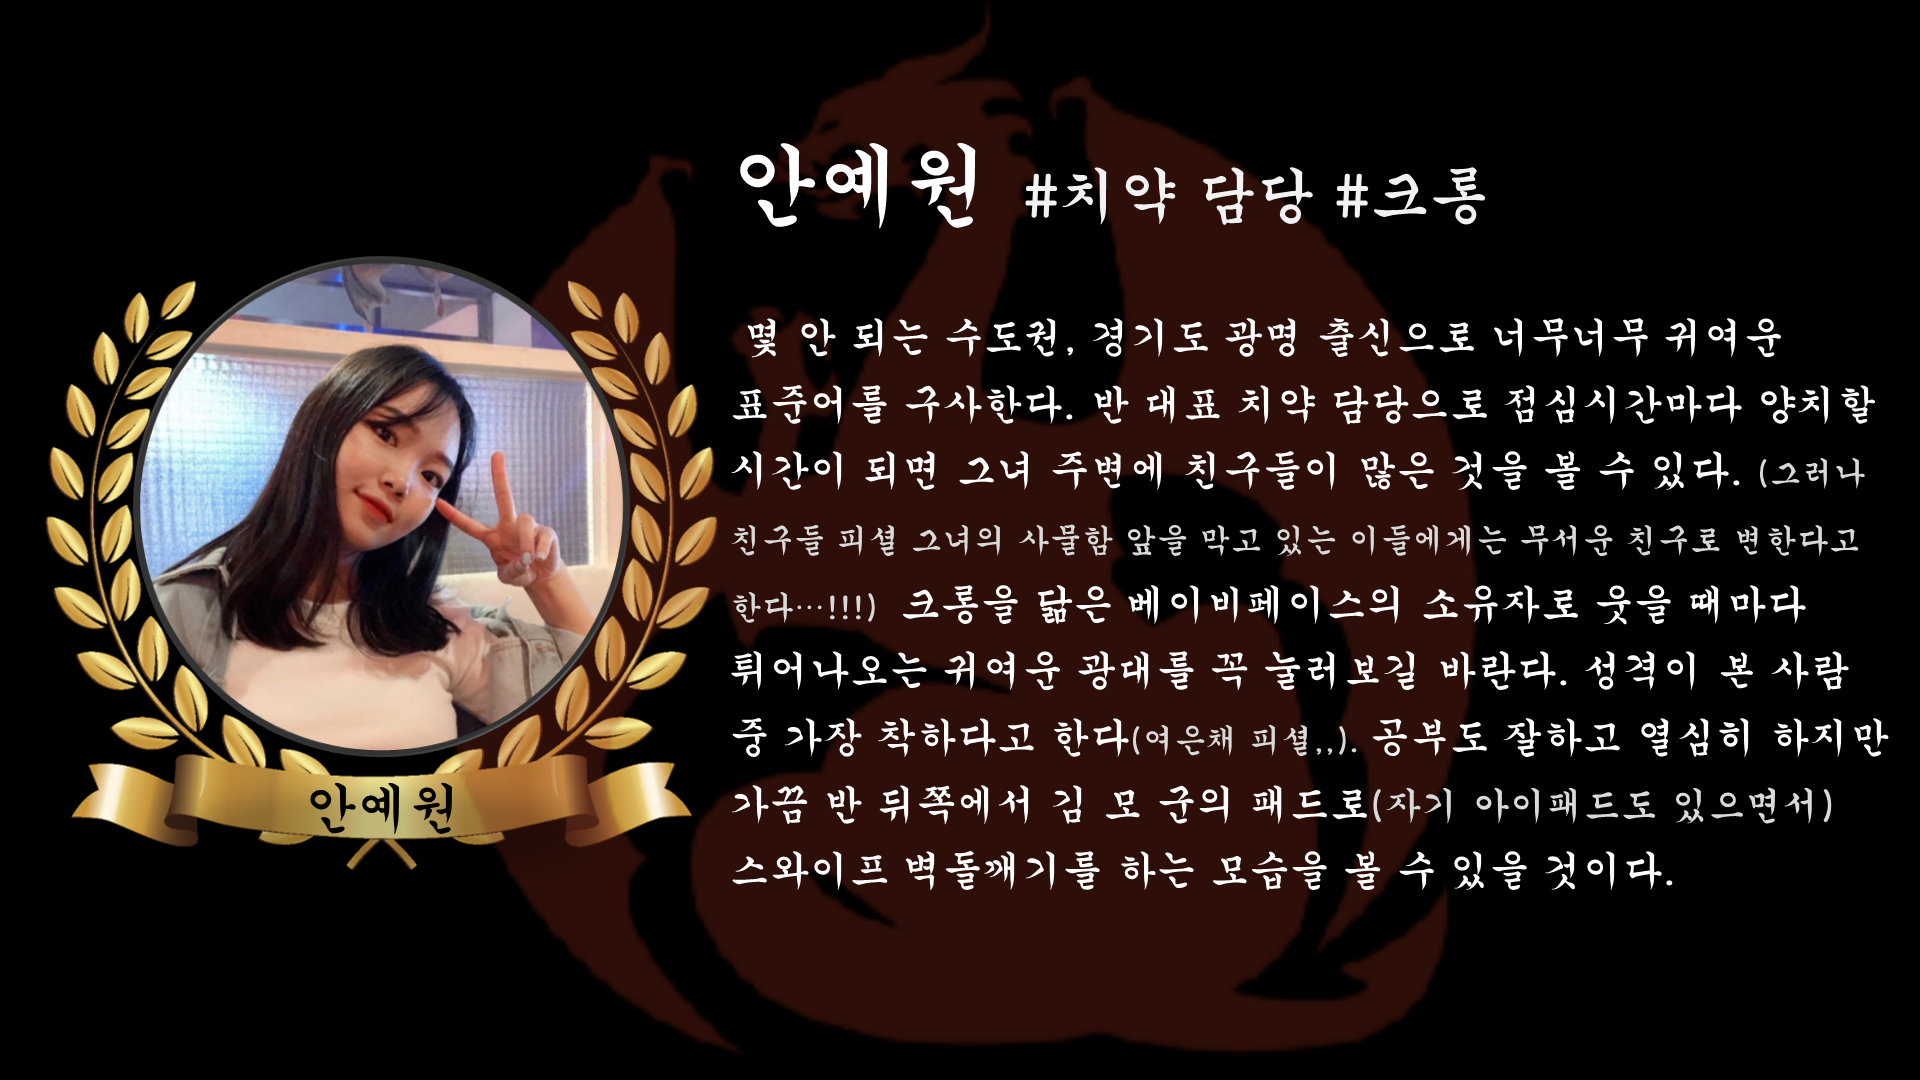 안예원 #치약 담당 #크롱
몇 안 되는 수도권, 경기도 광명 출신으로 너무너무 귀여운
표준어를 구사한다. 반 대표 치약 담당으로 점심시간마다 양치할
시간이 되면 그녀 주변에 친구들이 많은 것을 볼 수 있다. (그러나
친구들 피셜 그녀의 사물함 앞을 막고 있는 이들에게는 무서운 친구로 변한다고
한다…!!!) 크롱을 닮은 베이비페이스의 소유자로 웃을 때마다
튀어나오는 귀여운 광대를 꼭 눌러보길 바란다. 성격이 본 사람
중 가장 착하다고 한다(여은채 피셜,,). 공부도 잘하고 열심히 하지만
가끔 반 뒤쪽에서 김 모 군의 패드로(자기 아이패드도 있으면서)
스와이프 벽돌깨기를 하는 모습을 볼 수 있을 것이다.
안예원